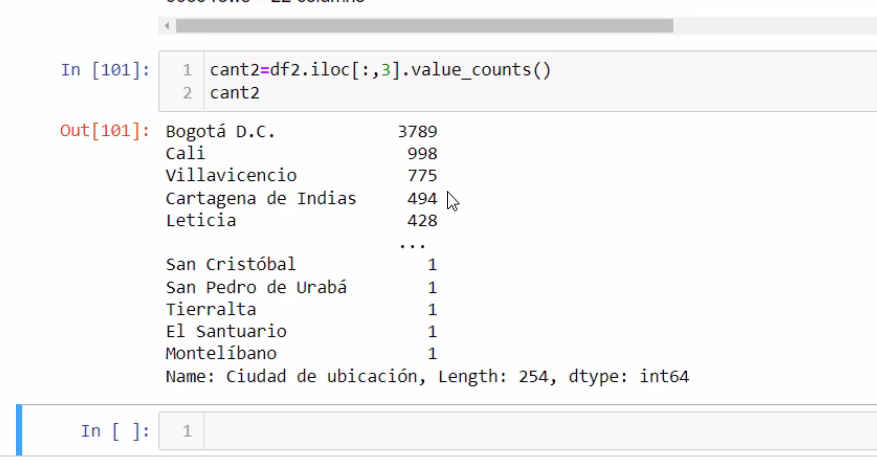 In [101]:
1 cant2=df2.iloc[:,3].value_counts()
2 cant2
Out[101]:
Bogotá D.C. 3789
Cali 998
Villavicencio 775
Cartagena de Indias 494
Leticia 428
...
San Cristóbal 1
San Pedro de Urabá 1
Tierralta 1
El Santuario 1
Montelíbano 1
Name: Ciudad de ubicación, Length: 254, dtype: int64
In [ ]:
1